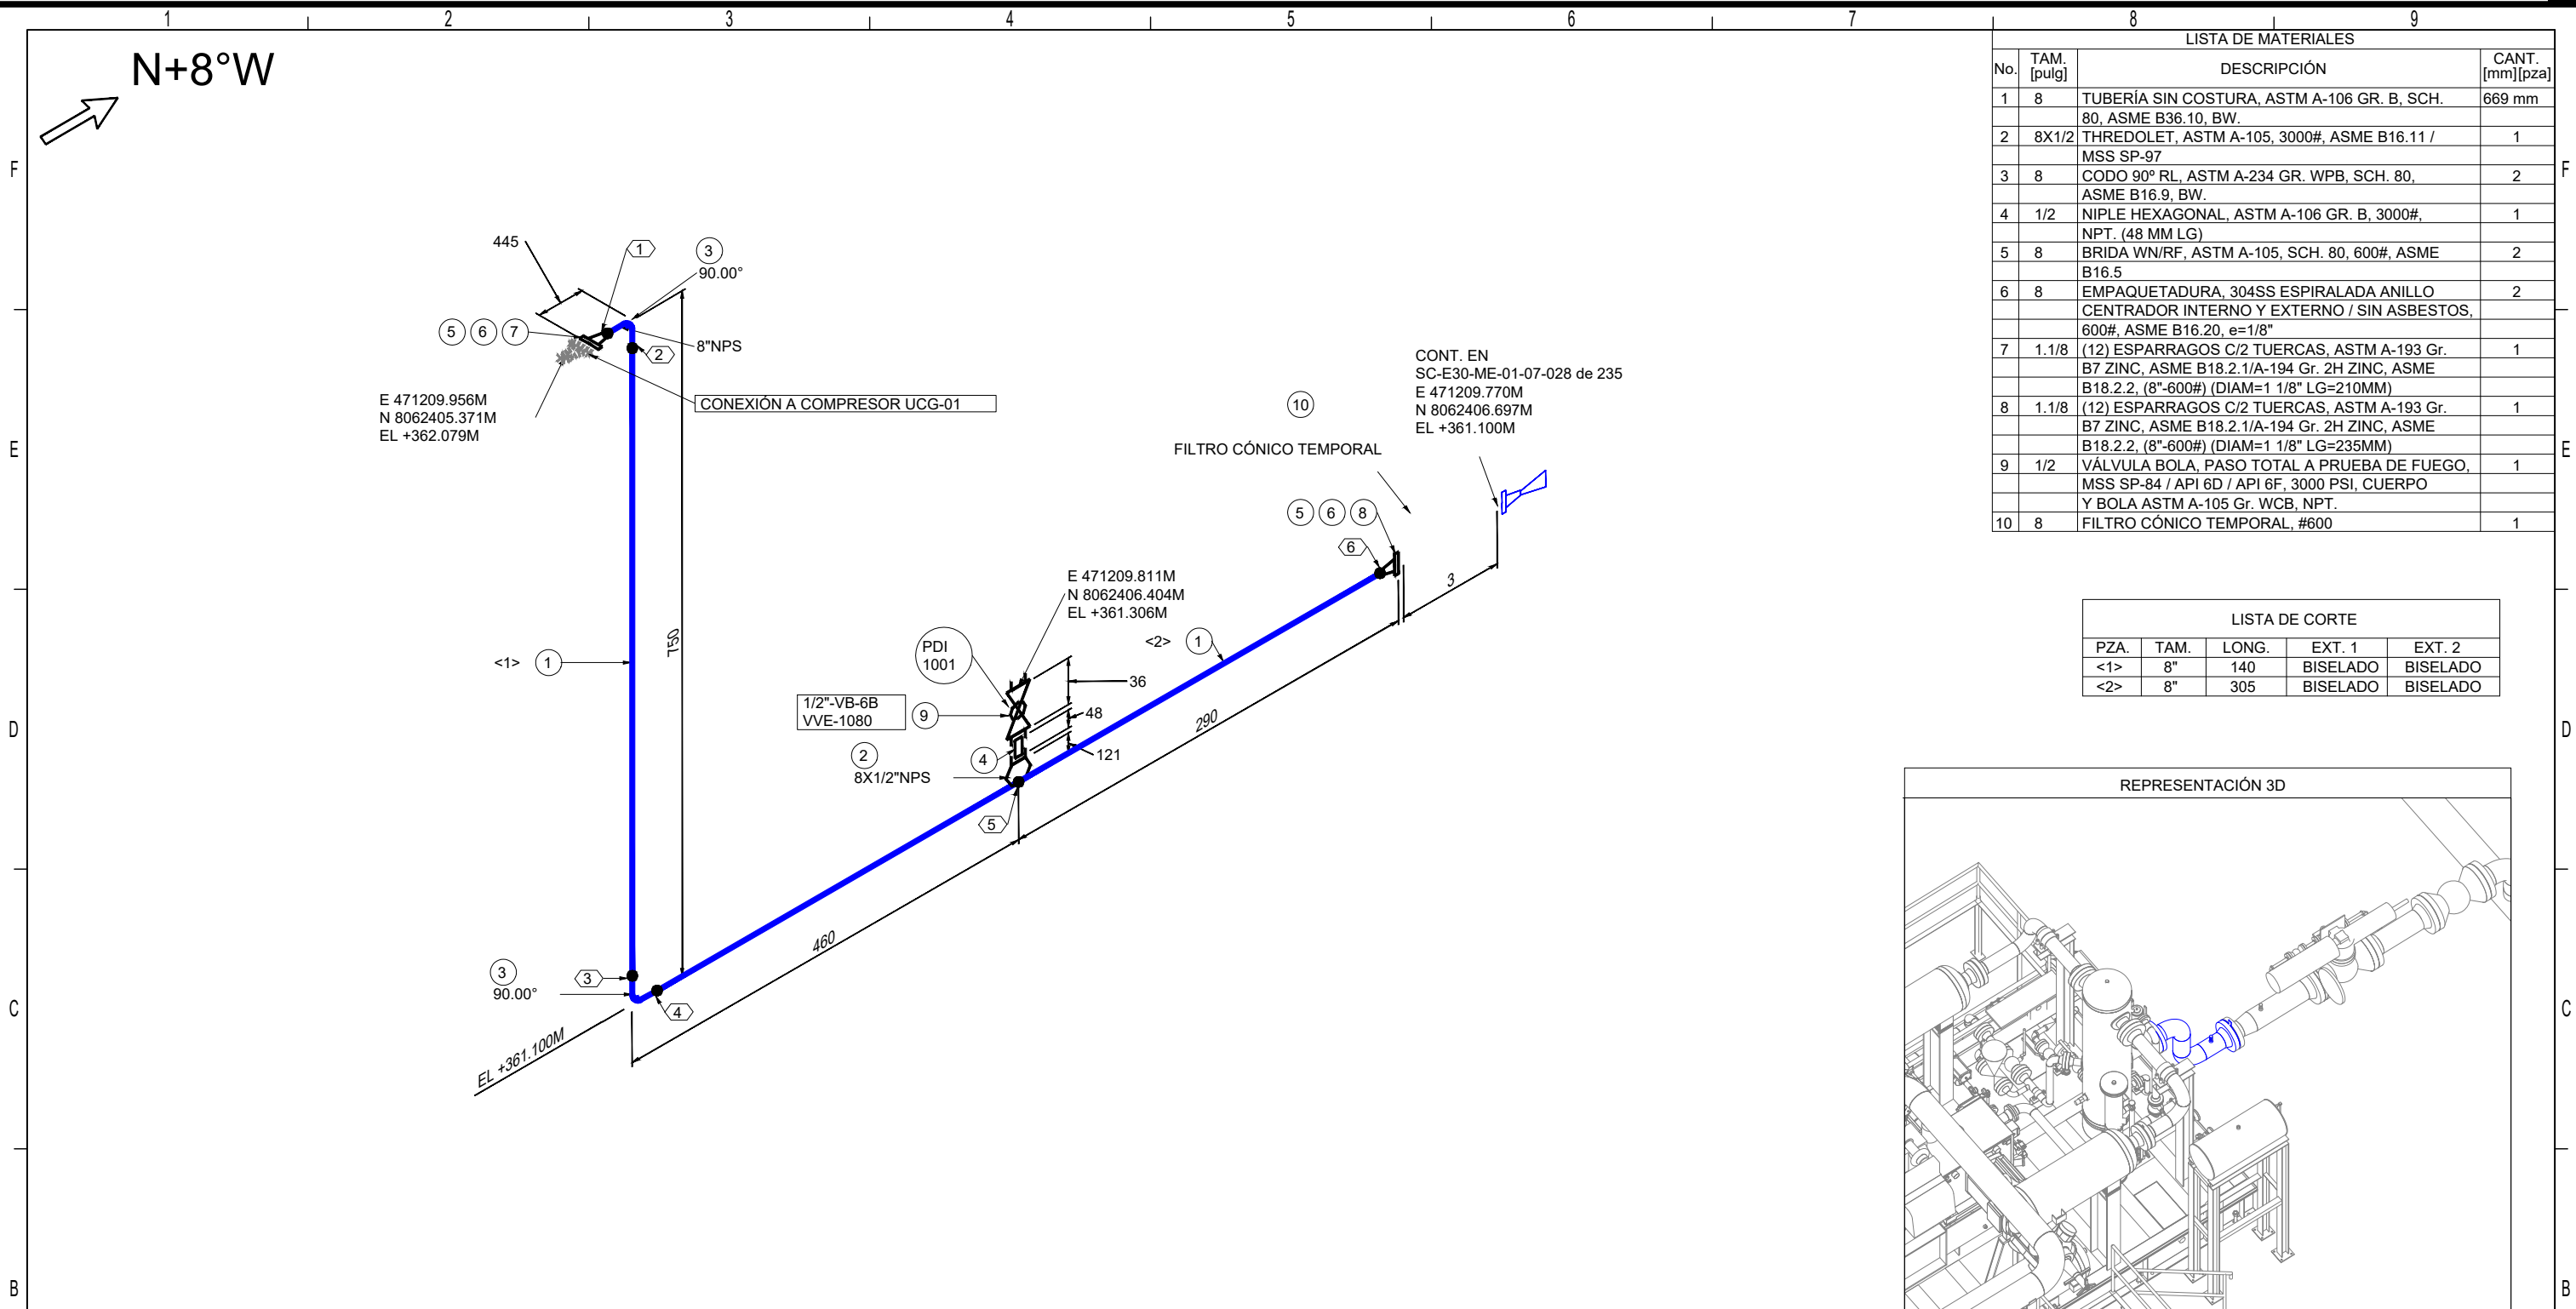 1 2 3 4 5 6 7 8 9
N+8°W
F
E
D
C
B
F
E
D
C
B
445
1
3
90.00°
5 6 7
8"NPS
2
E 471209.956M
N 8062405.371M
EL +362.079M
CONEXIÓN A COMPRESOR UCG-01
750
<1> 1
3
90.00°
3
4
EL +361.100M
460
290
3
10
FILTRO CÓNICO TEMPORAL
CONT. EN
SC-E30-ME-01-07-028 de 235
E 471209.770M
N 8062406.697M
EL +361.100M
5 6 8
6
E 471209.811M
N 8062406.404M
EL +361.306M
<2> 1
PDI
1001
36
48
121
1/2"-VB-6B
VVE-1080
9
2
8X1/2"NPS
4
5
LISTA DE MATERIALES
No. TAM. [pulg] DESCRIPCIÓN CANT. [mm][pza]
1 8 TUBERÍA SIN COSTURA, ASTM A-106 GR. B, SCH. 669 mm
80, ASME B36.10, BW.
2 8X1/2 THREDOLET, ASTM A-105, 3000#, ASME B16.11 / 1
MSS SP-97
3 8 CODO 90º RL, ASTM A-234 GR. WPB, SCH. 80, 2
ASME B16.9, BW.
4 1/2 NIPLE HEXAGONAL, ASTM A-106 GR. B, 3000#, 1
NPT. (48 MM LG)
5 8 BRIDA WN/RF, ASTM A-105, SCH. 80, 600#, ASME 2
B16.5
6 8 EMPAQUETADURA, 304SS ESPIRALADA ANILLO 2
CENTRADOR INTERNO Y EXTERNO / SIN ASBESTOS,
600#, ASME B16.20, e=1/8"
7 1.1/8 (12) ESPARRAGOS C/2 TUERCAS, ASTM A-193 Gr. 1
B7 ZINC, ASME B18.2.1/A-194 Gr. 2H ZINC, ASME
B18.2.2, (8"-600#) (DIAM=1 1/8" LG=210MM)
8 1.1/8 (12) ESPARRAGOS C/2 TUERCAS, ASTM A-193 Gr. 1
B7 ZINC, ASME B18.2.1/A-194 Gr. 2H ZINC, ASME
B18.2.2, (8"-600#) (DIAM=1 1/8" LG=235MM)
9 1/2 VÁLVULA BOLA, PASO TOTAL A PRUEBA DE FUEGO, 1
MSS SP-84 / API 6D / API 6F, 3000 PSI, CUERPO
Y BOLA ASTM A-105 Gr. WCB, NPT.
10 8 FILTRO CÓNICO TEMPORAL, #600 1
LISTA DE CORTE
PZA. TAM. LONG. EXT. 1 EXT. 2
<1> 8" 140 BISELADO BISELADO
<2> 8" 305 BISELADO BISELADO
REPRESENTACIÓN 3D